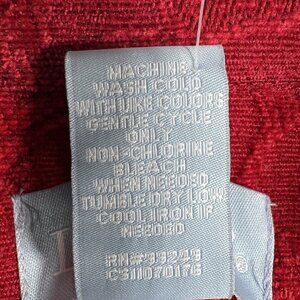 MACHINE
WASH COLD
WITH LIKE COLORS
GENTLE CYCLE
ONLY
NON-CHLORINE
BLEACH
WHEN NEEDED
TUMBLE DRY LOW
COOL IRON IF
NEEDED
RN#99249
CS11070176